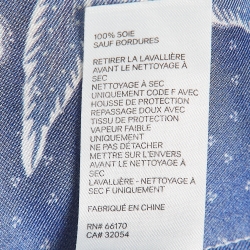 100% SOIE
SAUF BORDURES
RETIRER LA LAVALLIÈRE
AVANT LE NETTOYAGE À
SEC
NETTOYAGE À SEC
UNIQUEMENT CODE F AVEC
HOUSSE DE PROTECTION
REPASSAGE DOUX AVEC
TISSU DE PROTECTION
VAPEUR FAIBLE
UNIQUEMENT
NE PAS DÉTACHER
METTRE SUR L'ENVERS
AVANT LE NETTOYAGE À
SEC
LAVALLIÈRE - NETTOYAGE À
SEC F UNIQUEMENT
FABRIQUÉ EN CHINE
RN# 66170
CA# 32054